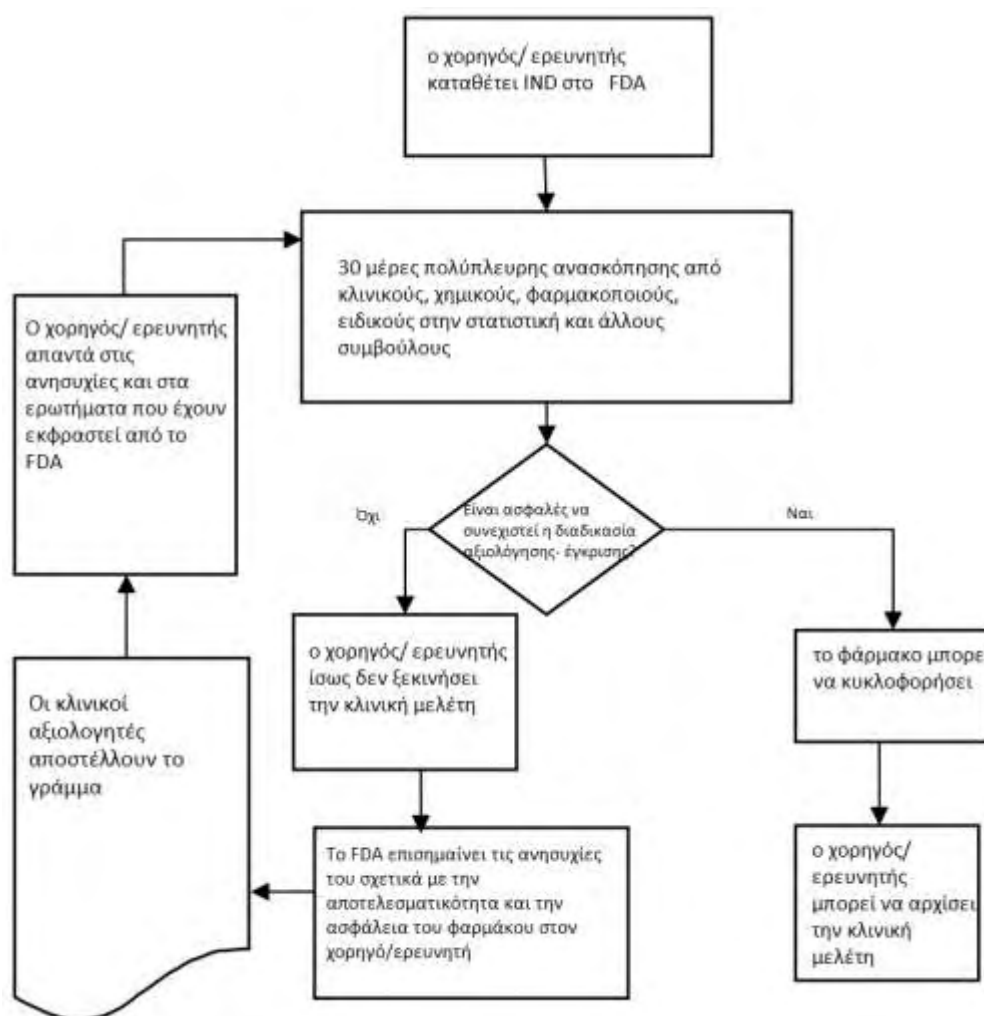 ο χορηγός/ ερευνητής
καταθέτει IND στο FDA
30 μέρες πολύπλευρης ανασκόπησης από
κλινικούς, χημικούς, φαρμακοποιούς,
ειδικούς στην στατιστική και άλλους
συμβούλους
Ο χορηγός/ ερευνητής
απαντά στις
ανησυχίες και στα
ερωτήματα που έχουν
εκφραστεί από το
FDA
Όχι
Είναι ασφαλές να
συνεχιστεί η διαδικασία
αξιολόγησης- έγκρισης?
Ναι
ο χορηγός/ ερευνητής
ίσως δεν ξεκινήσει
την κλινική μελέτη
το φάρμακο μπορε
να κυκλοφορήσει
Οι κλινικοί
αξιολογητές
αποστέλλουν το
γράμμα
Το FDA επισημαίνει τις ανησυχίες
του σχετικά με την
αποτελεσματικότητα και την
ασφάλεια του φαρμάκου στον
χορηγό/ερευνητή
ο χορηγός/
ερευνητής
μπορεί να αρχίσει
την κλινική
μελέτη